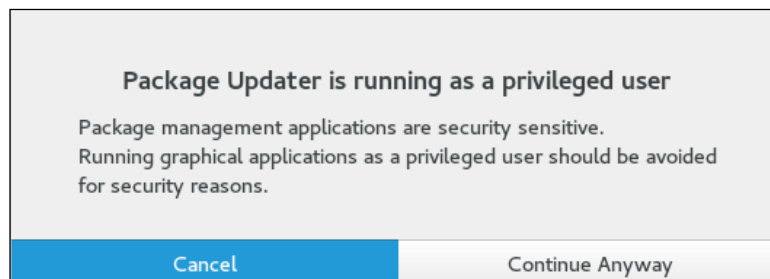 Package Updater is running as a privileged user
Package management applications are security sensitive.
Running graphical applications as a privileged user should be avoided
for security reasons.
Cancel
Continue Anyway